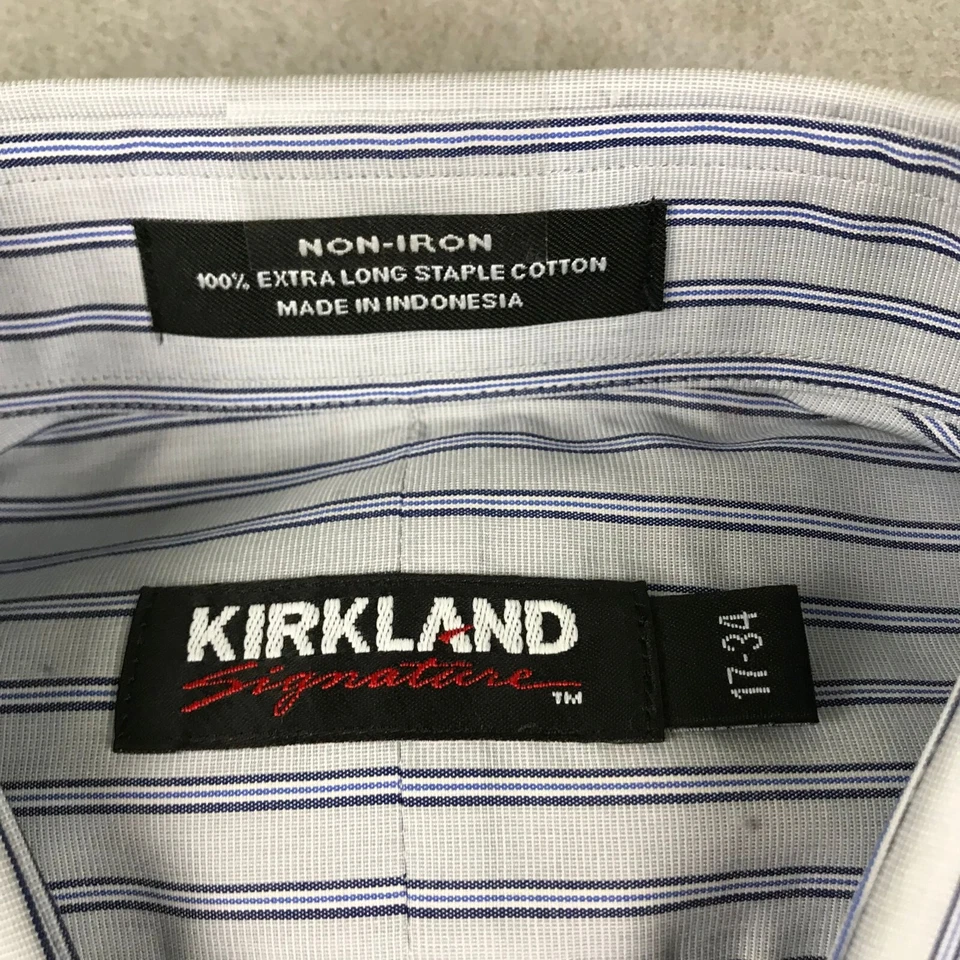 NON-IRON
100% EXTRA LONG STAPLE COTTON
MADE IN INDONESIA
KIRKLAND
Signature
TM
17-34